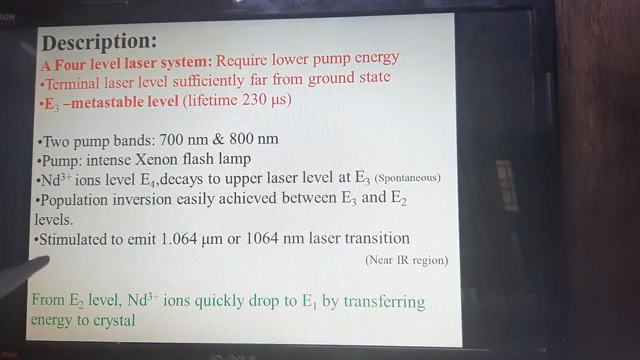 Description:
A Four level laser system: Require lower pump energy
•Terminal laser level sufficiently far from ground state
•E₃ –metastable level (lifetime 230 μs)
•Two pump bands: 700 nm & 800 nm
•Pump: intense Xenon flash lamp
•Nd³⁺ ions level E₄,decays to upper laser level at E₃ (Spontaneous)
•Population inversion easily achieved between E₃ and E₂
levels.
•Stimulated to emit 1.064 μm or 1064 nm laser transition
(Near IR region)
From E₂ level, Nd³⁺ ions quickly drop to E₁ by transferring
energy to crystal